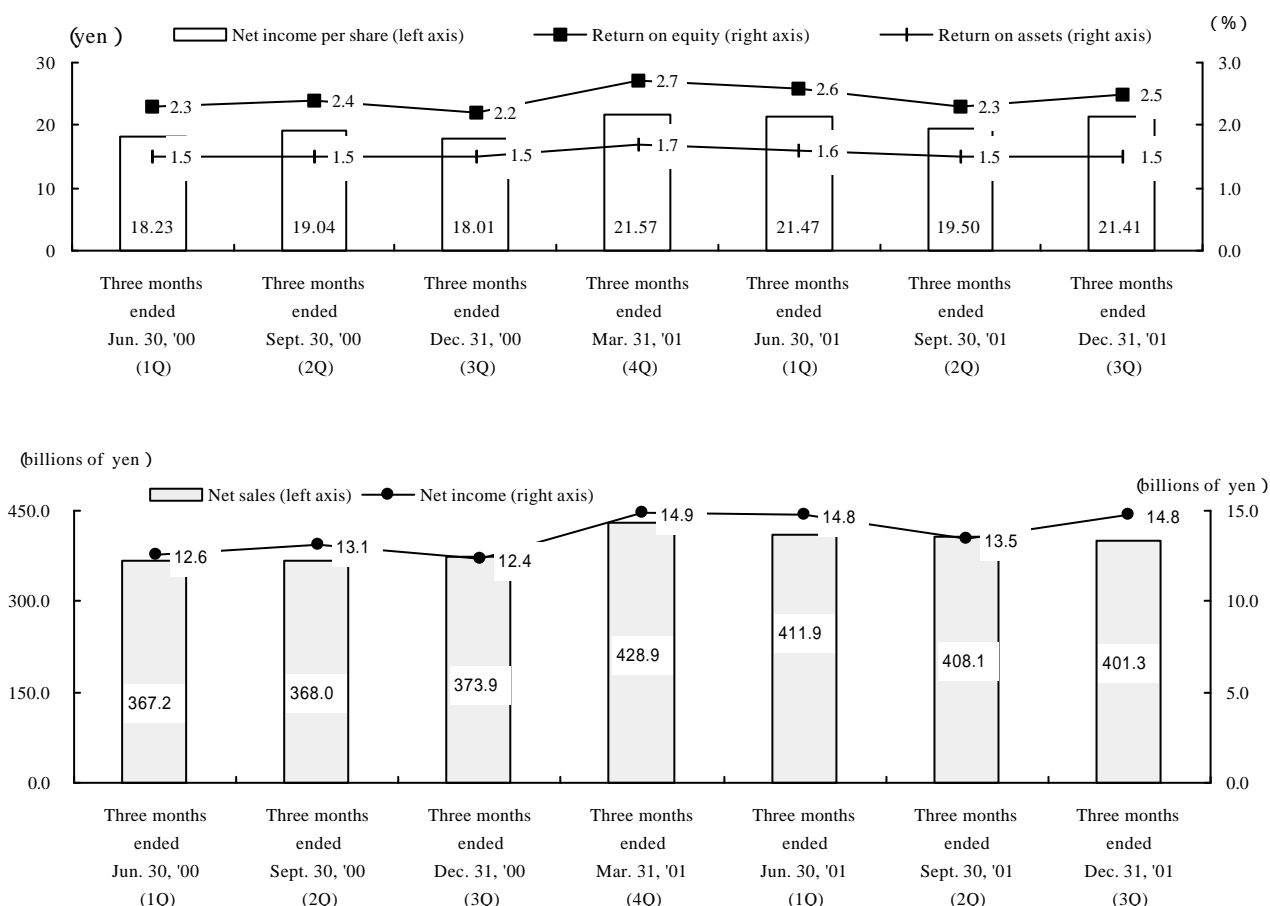 (yen)
Net income per share (left axis)
Return on equity (right axis)
Return on assets (right axis)
(%)
30
20
10
0
3.0
2.0
1.0
0.0
2.3
2.4
2.2
2.7
2.6
2.3
2.5
1.5
1.5
1.5
1.7
1.6
1.5
1.5
18.23
19.04
18.01
21.57
21.47
19.50
21.41
Three months
ended
Jun. 30, '00
(1Q)
Three months
ended
Sept. 30, '00
(2Q)
Three months
ended
Dec. 31, '00
(3Q)
Three months
ended
Mar. 31, '01
(4Q)
Three months
ended
Jun. 30, '01
(1Q)
Three months
ended
Sept. 30, '01
(2Q)
Three months
ended
Dec. 31, '01
(3Q)
(billions of yen)
Net sales (left axis)
Net income (right axis)
(billions of yen)
450.0
300.0
150.0
0.0
15.0
10.0
5.0
0.0
12.6
13.1
12.4
14.9
14.8
13.5
14.8
367.2
368.0
373.9
428.9
411.9
408.1
401.3
Three months
ended
Jun. 30, '00
(1Q)
Three months
ended
Sept. 30, '00
(2Q)
Three months
ended
Dec. 31, '00
(3Q)
Three months
ended
Mar. 31, '01
(4Q)
Three months
ended
Jun. 30, '01
(1Q)
Three months
ended
Sept. 30, '01
(2Q)
Three months
ended
Dec. 31, '01
(3Q)